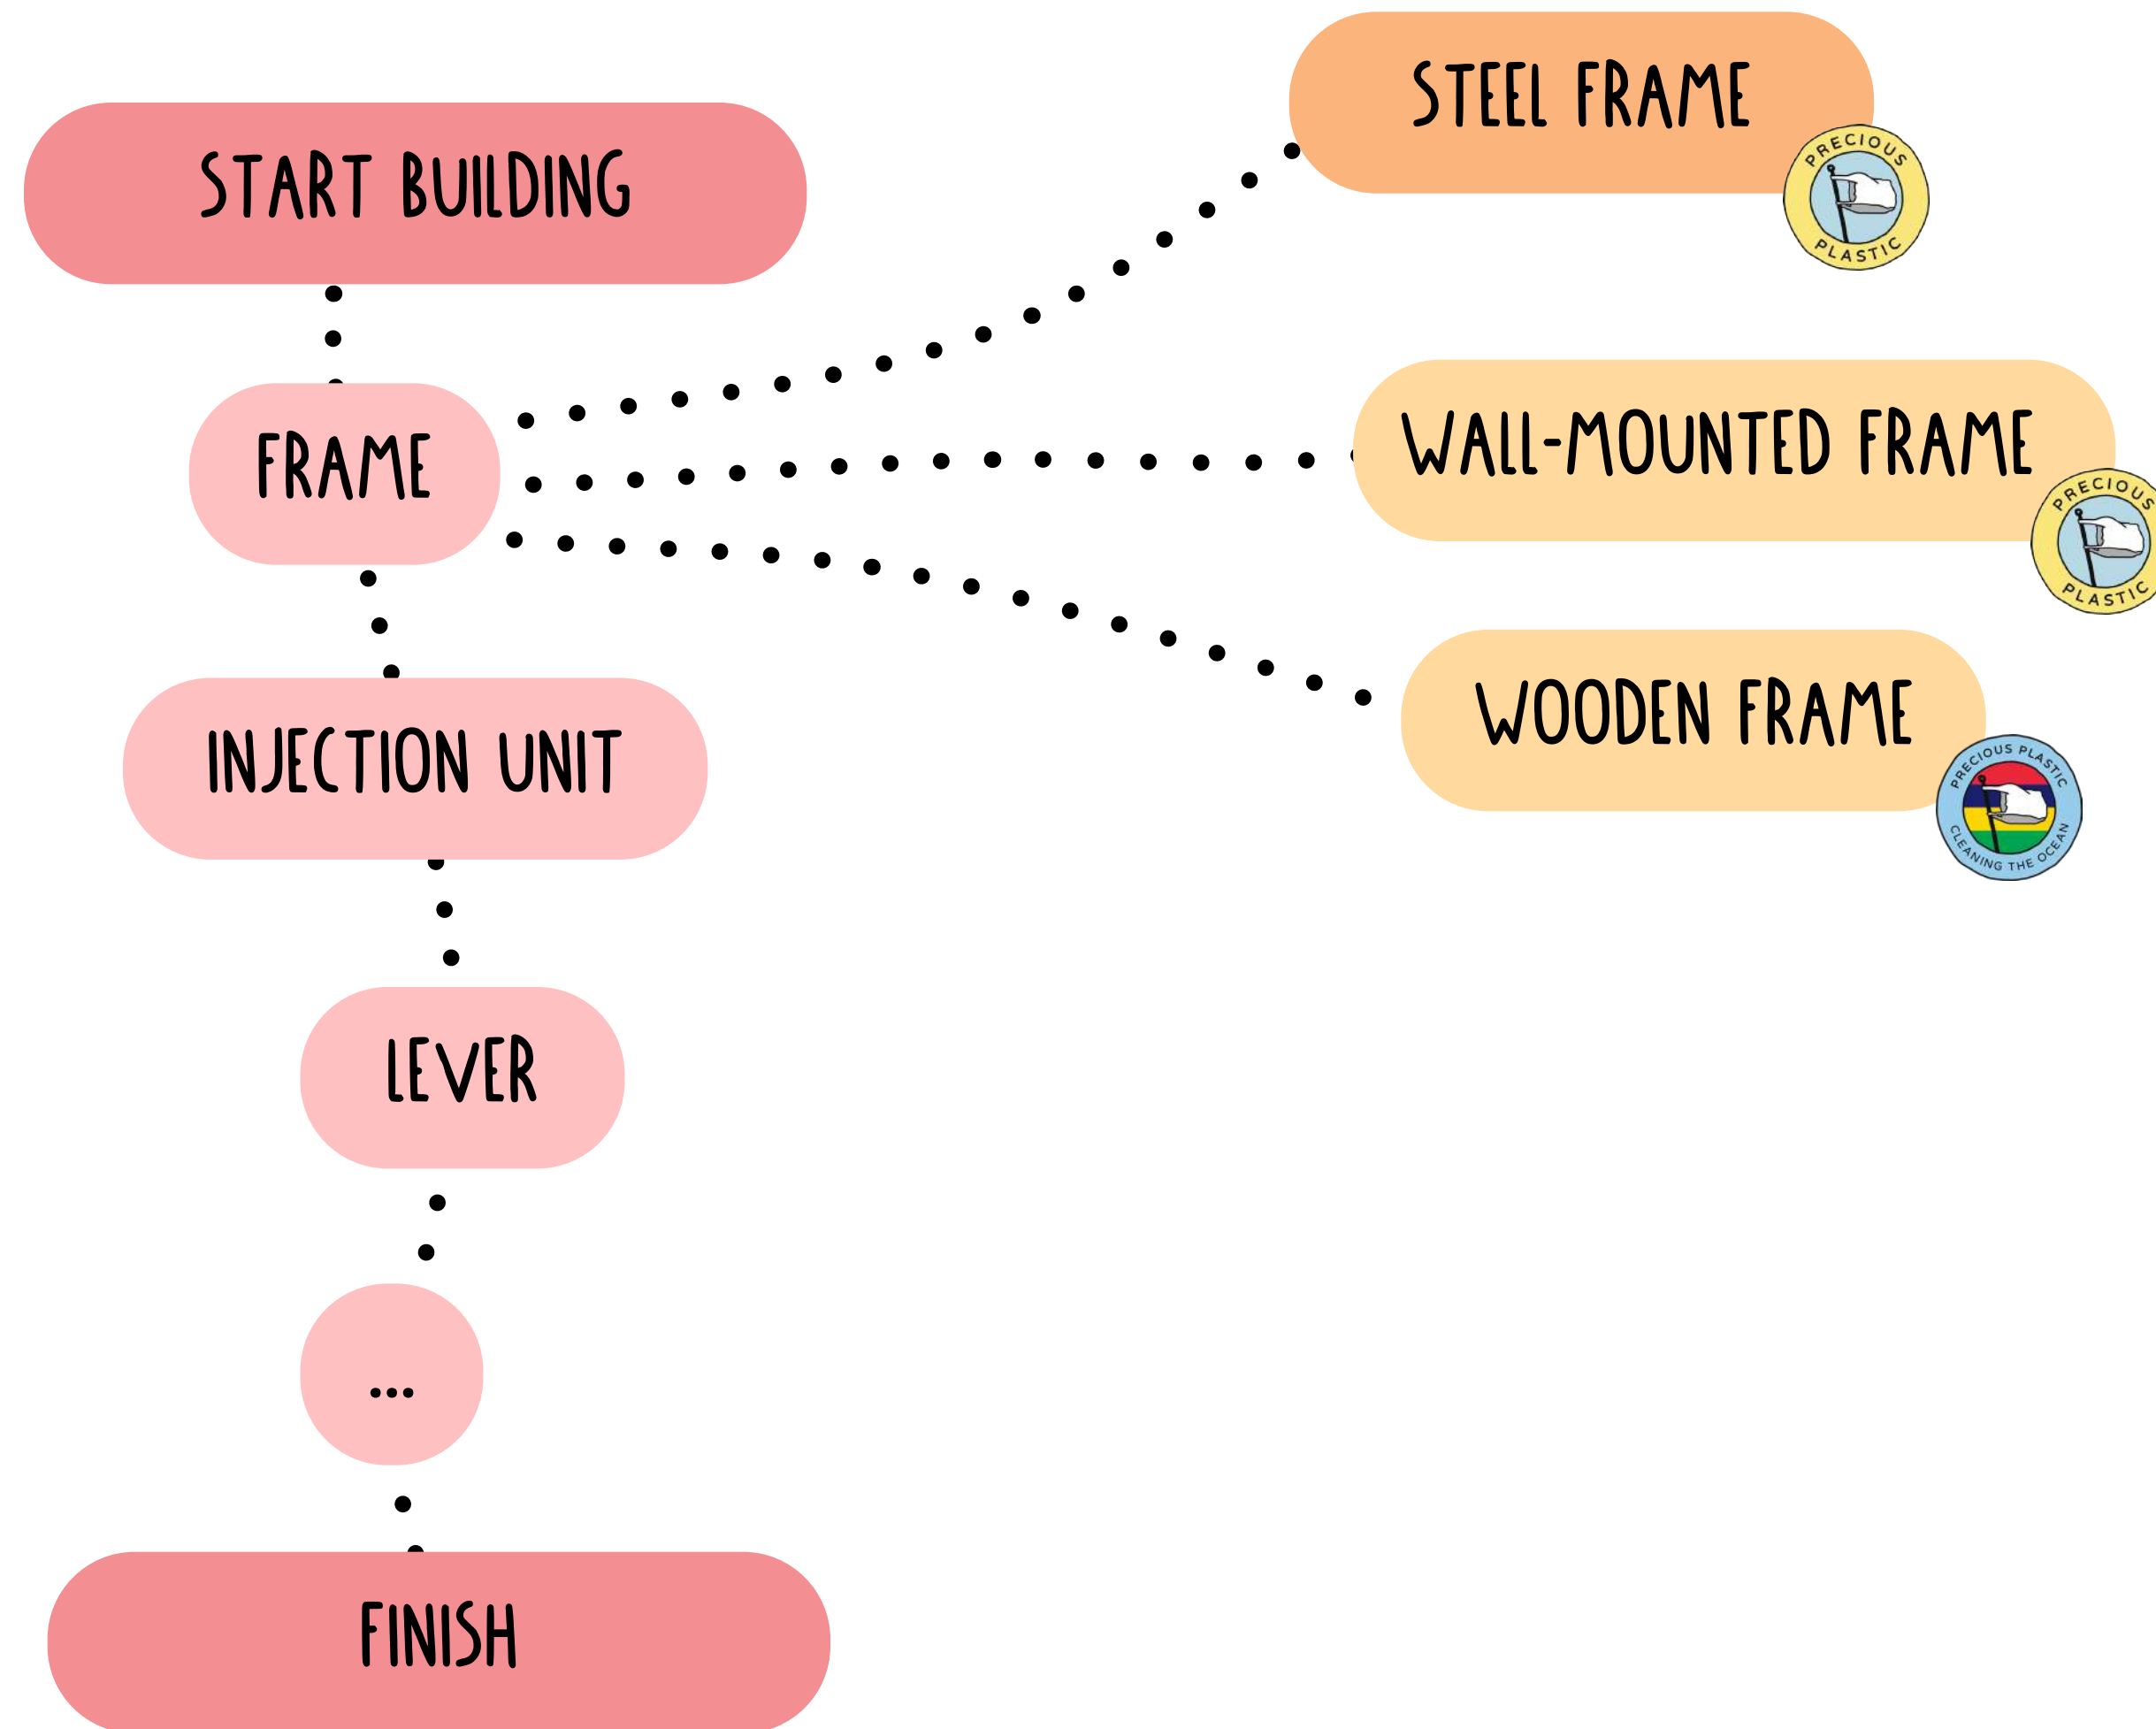 STEEL FRAME
PRECIOUS
PLASTIC
START BUILDING
WALL-MOUNTED FRAME
PRECIOUS
PLASTIC
FRAME
WOODEN FRAME
PRECIOUS PLASTIC
CLEANING THE OCEAN
INJECTION UNIT
LEVER
...
FINISH